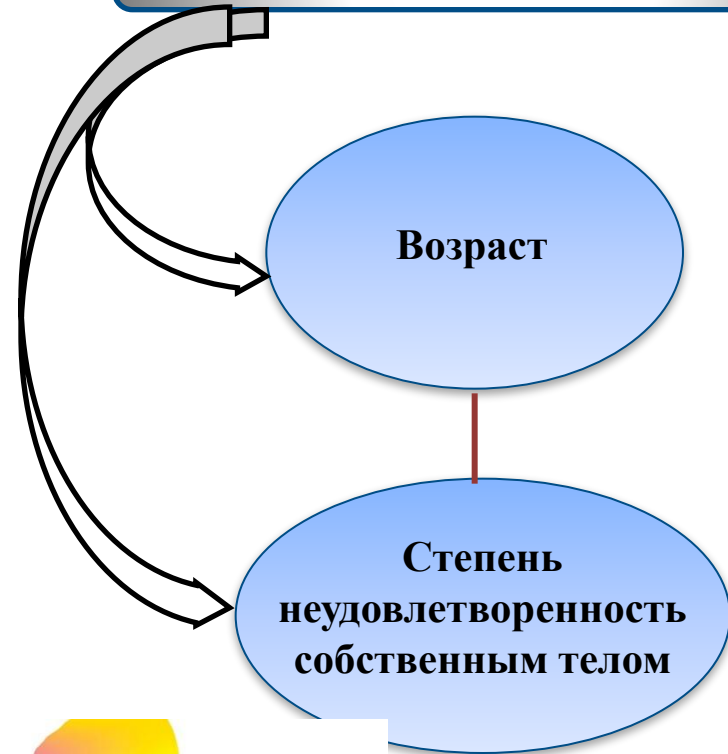 Возраст
Степень
неудовлетворенность
собственным телом